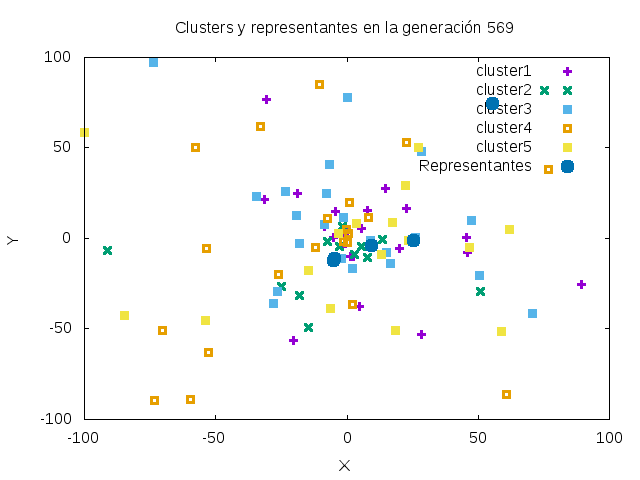 Clusters y representantes en la generación 569
100
50
0
-50
-100
-100
-50
0
50
100
Y
X
cluster1
cluster2
cluster3
cluster4
cluster5
Representantes